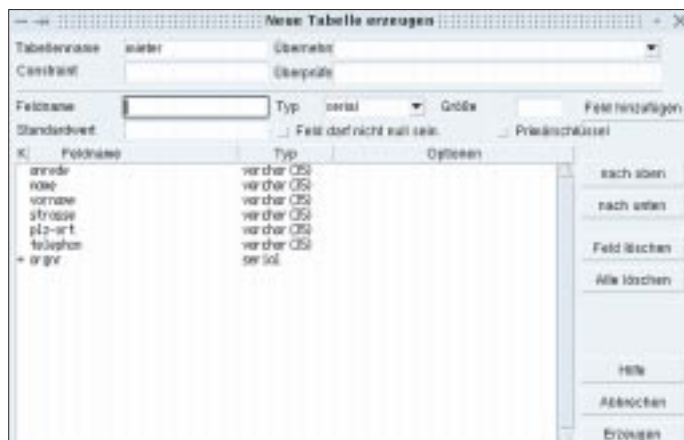 Neue Tabelle erzeugen
Tabellenname mieter Übernehm
Constraint Überprüfe
Feldname Typ serial Größe Feld hinzufügen
Standardwert Feld darf nicht null sein. Primärschlüssel
K Feldname Typ Optionen
anrede varchar (35)
name varchar (35)
vorname varchar (35)
strasse varchar (35)
plz-ort varchar (35)
telephon varchar (35)
+ orgnr serial
nach oben
nach unten
Feld löschen
Alle löschen
Hilfe
Abbrechen
Erzeugen